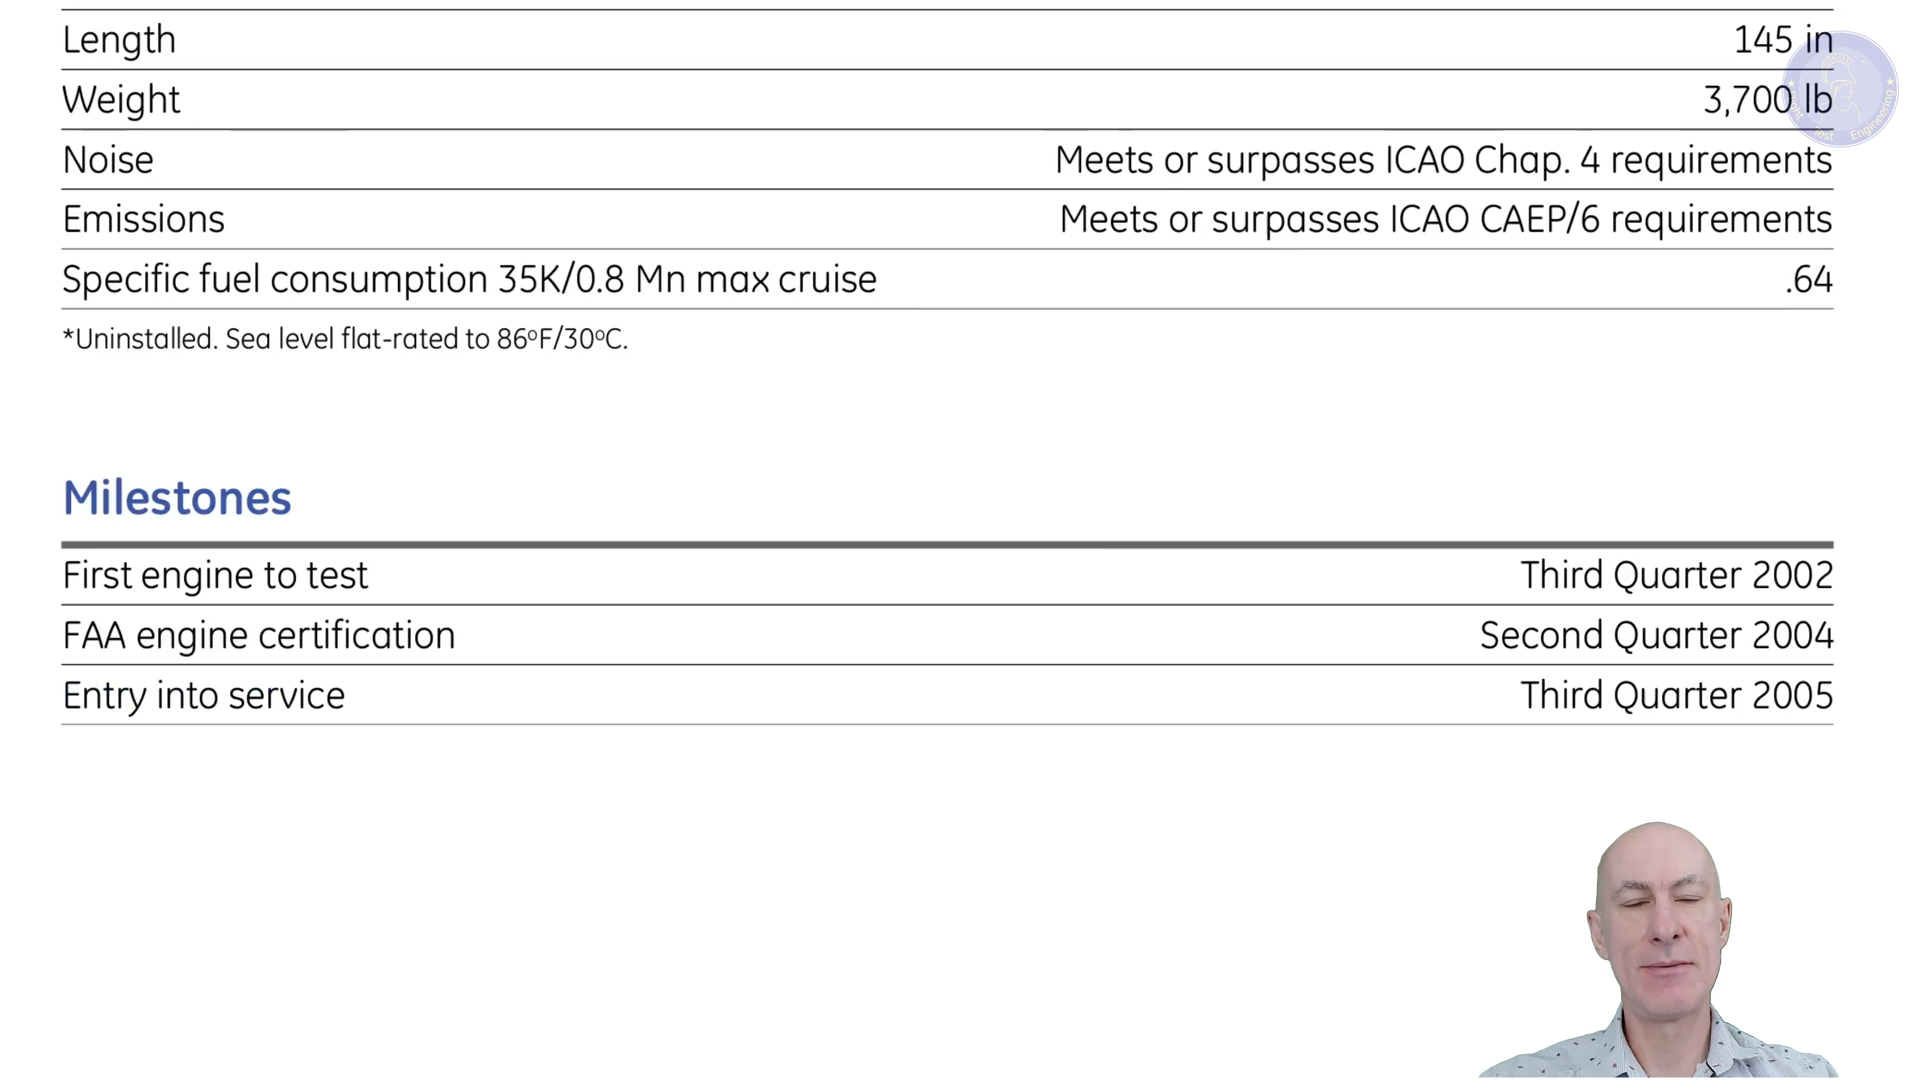 Length 145 in
Weight 3,700 lb
Noise Meets or surpasses ICAO Chap. 4 requirements
Emissions Meets or surpasses ICAO CAEP/6 requirements
Specific fuel consumption 35K/0.8 Mn max cruise .64
*Uninstalled. Sea level flat-rated to 86ºF/30ºC.
Milestones
First engine to test Third Quarter 2002
FAA engine certification Second Quarter 2004
Entry into service Third Quarter 2005
Flight Test Engineering